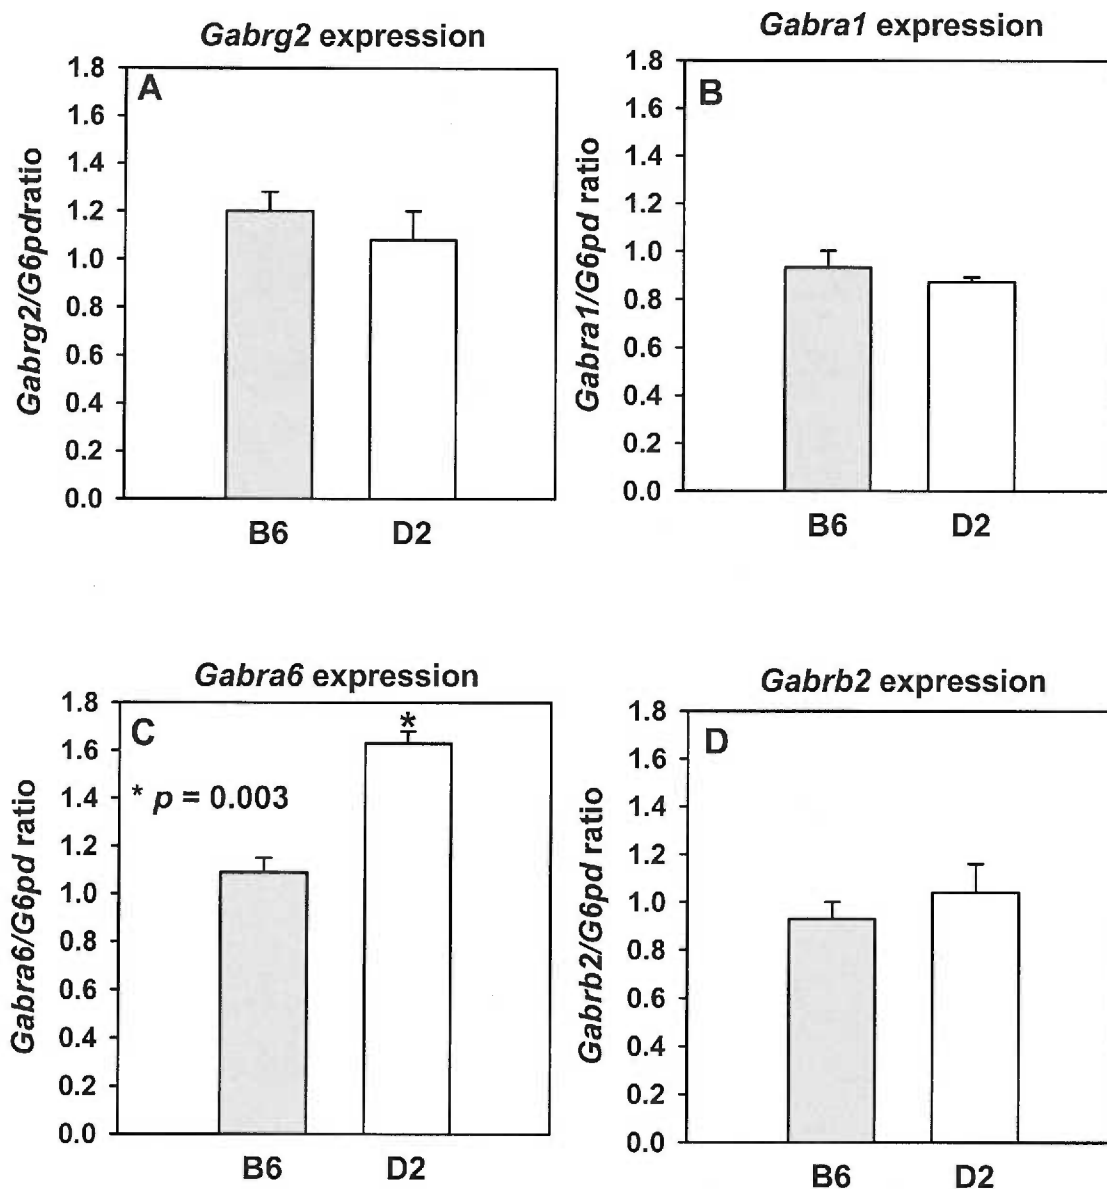 Gabrg2 expression
A
Gabrg2/G6pdratio
1.8
1.6
1.4
1.2
1.0
0.8
0.6
0.4
0.2
0.0
B6 D2
Gabra1 expression
B
Gabra1/G6pd ratio
1.8
1.6
1.4
1.2
1.0
0.8
0.6
0.4
0.2
0.0
B6 D2
Gabra6 expression
C
* p = 0.003
*
Gabra6/G6pd ratio
1.8
1.6
1.4
1.2
1.0
0.8
0.6
0.4
0.2
0.0
B6 D2
Gabrb2 expression
D
Gabrb2/G6pd ratio
1.8
1.6
1.4
1.2
1.0
0.8
0.6
0.4
0.2
0.0
B6 D2